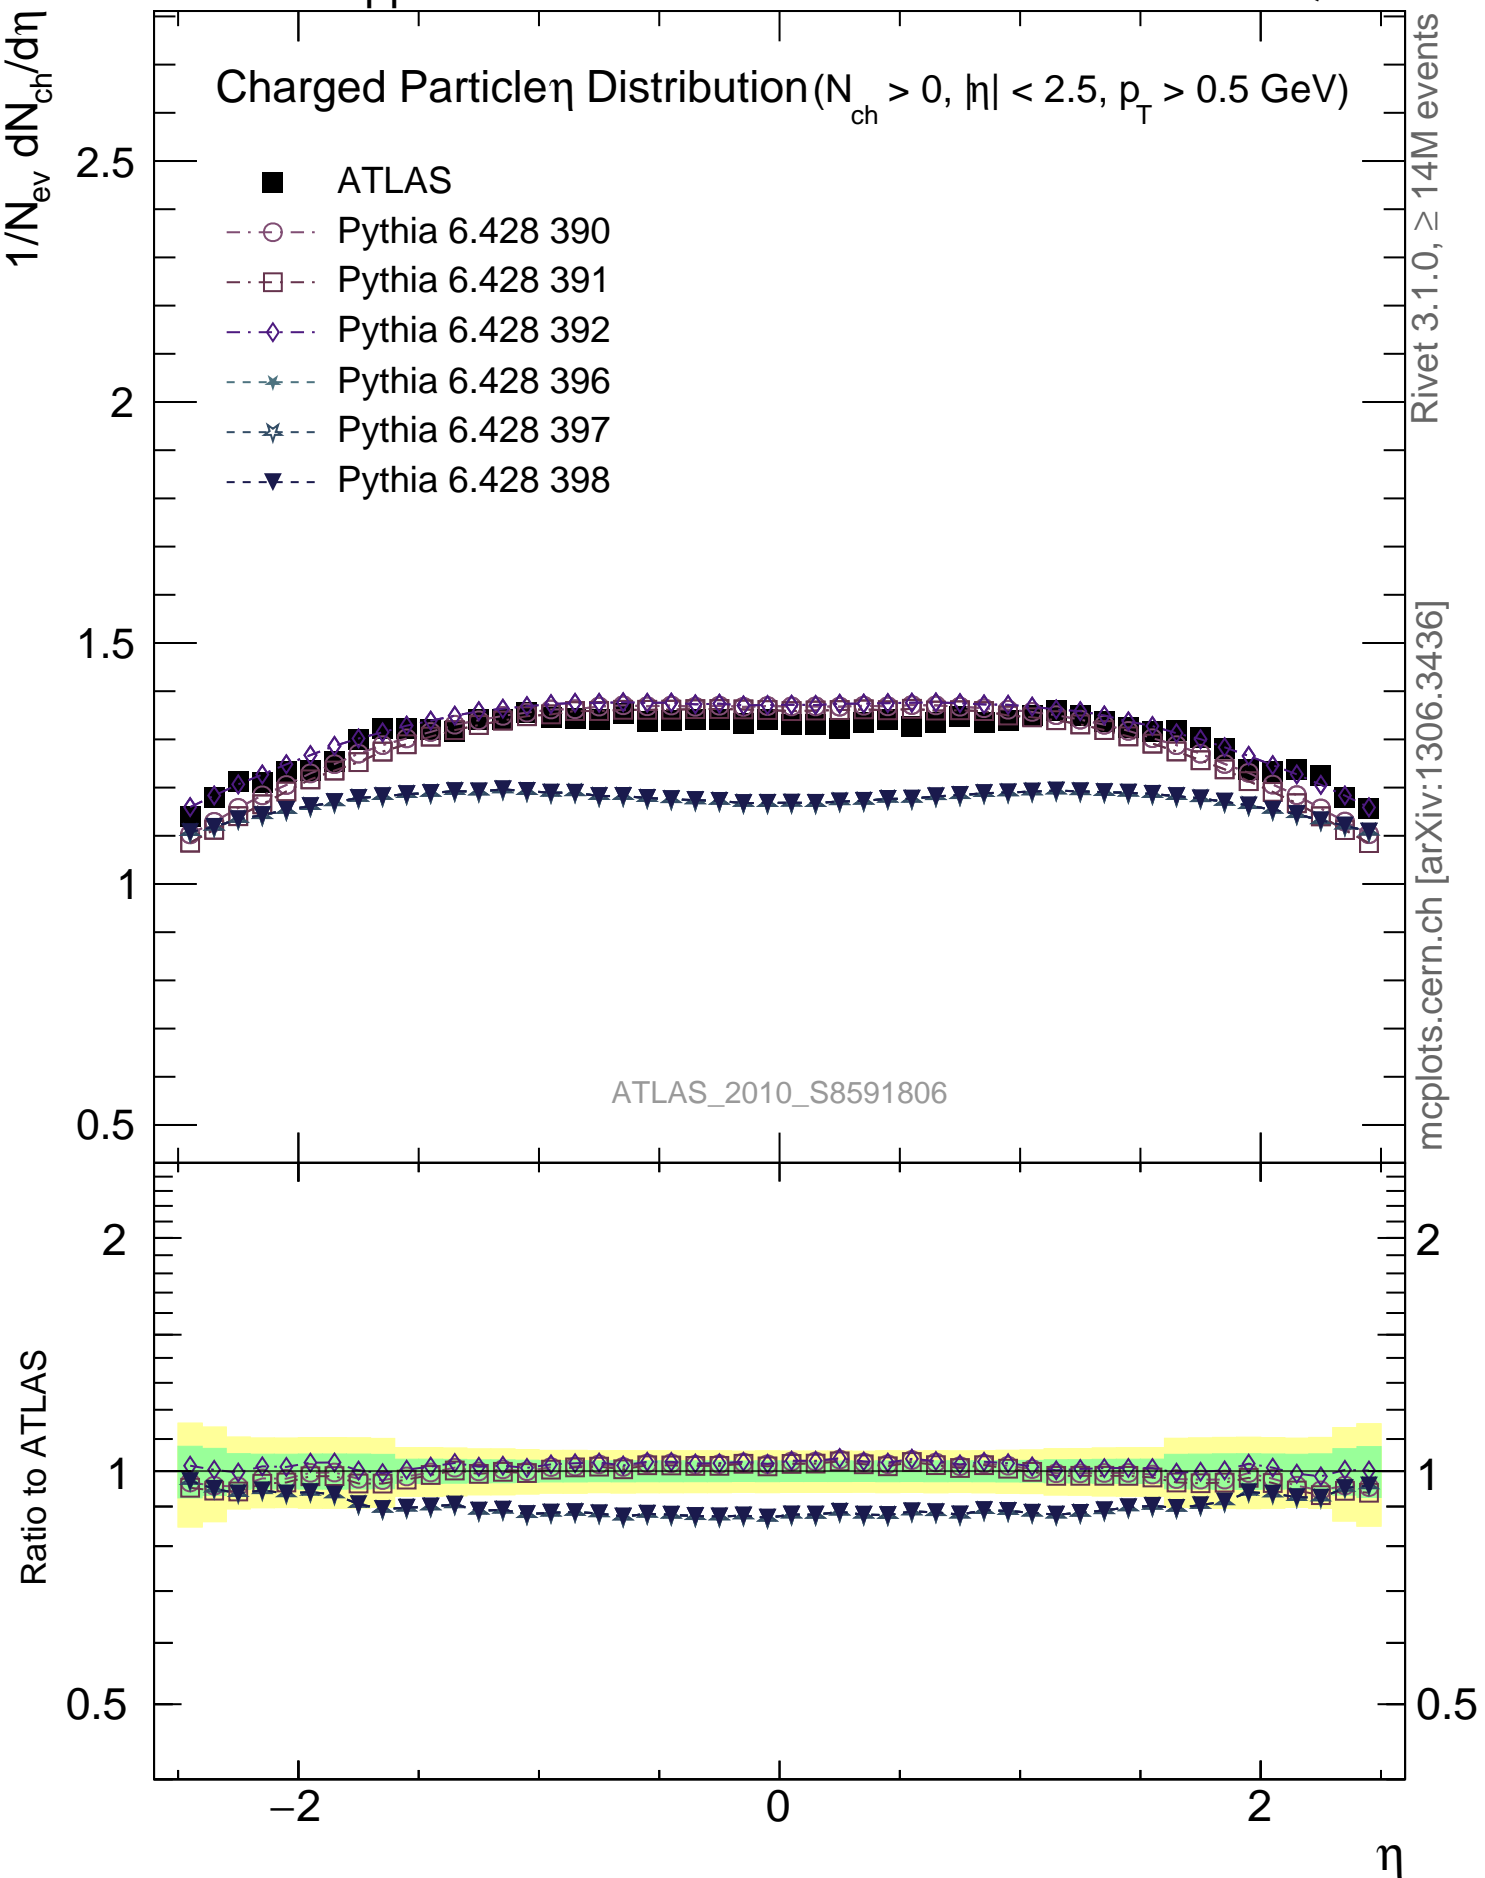 1/N_ev dN_ch/dη
Charged Particleη Distribution(N_ch > 0, |η| < 2.5, p_T > 0.5 GeV)
ATLAS
Pythia 6.428 390
Pythia 6.428 391
Pythia 6.428 392
Pythia 6.428 396
Pythia 6.428 397
Pythia 6.428 398
2.5
2
1.5
1
0.5
ATLAS_2010_S8591806
Rivet 3.1.0, ≥ 14M events
mcplots.cern.ch [arXiv:1306.3436]
Ratio to ATLAS
2
1
0.5
2
1
0.5
−2
0
2
η